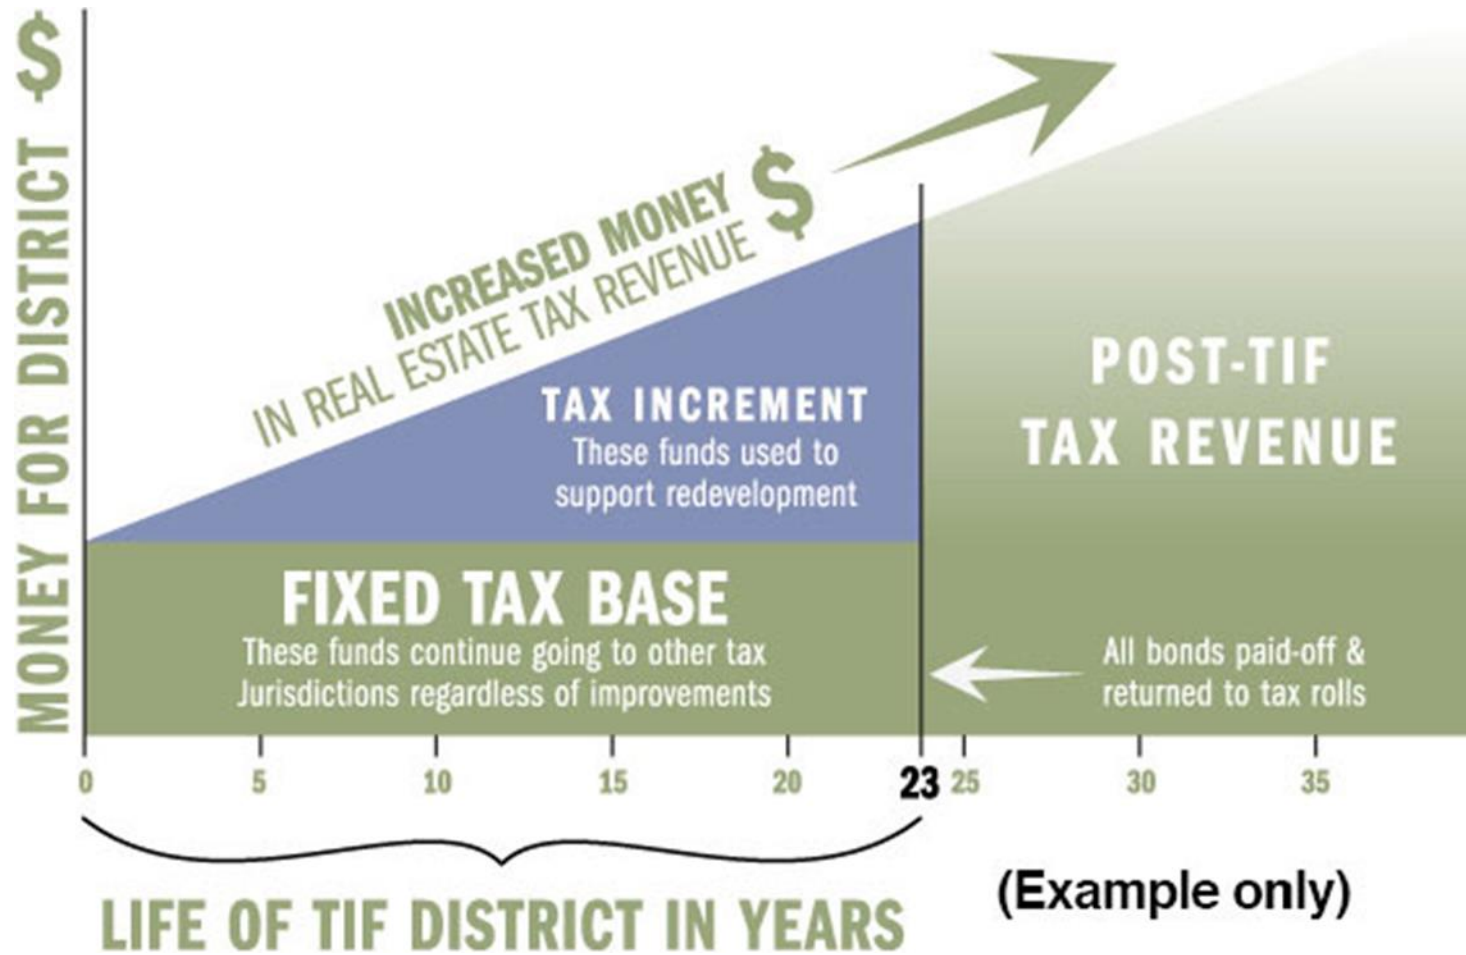 $
MONEY FOR DISTRICT
INCREASED MONEY
IN REAL ESTATE TAX REVENUE
$
TAX INCREMENT
These funds used to
support redevelopment
POST-TIF
TAX REVENUE
FIXED TAX BASE
These funds continue going to other tax
Jurisdictions regardless of improvements
All bonds paid-off &
returned to tax rolls
0 5 10 15 20 23 25 30 35
LIFE OF TIF DISTRICT IN YEARS
(Example only)